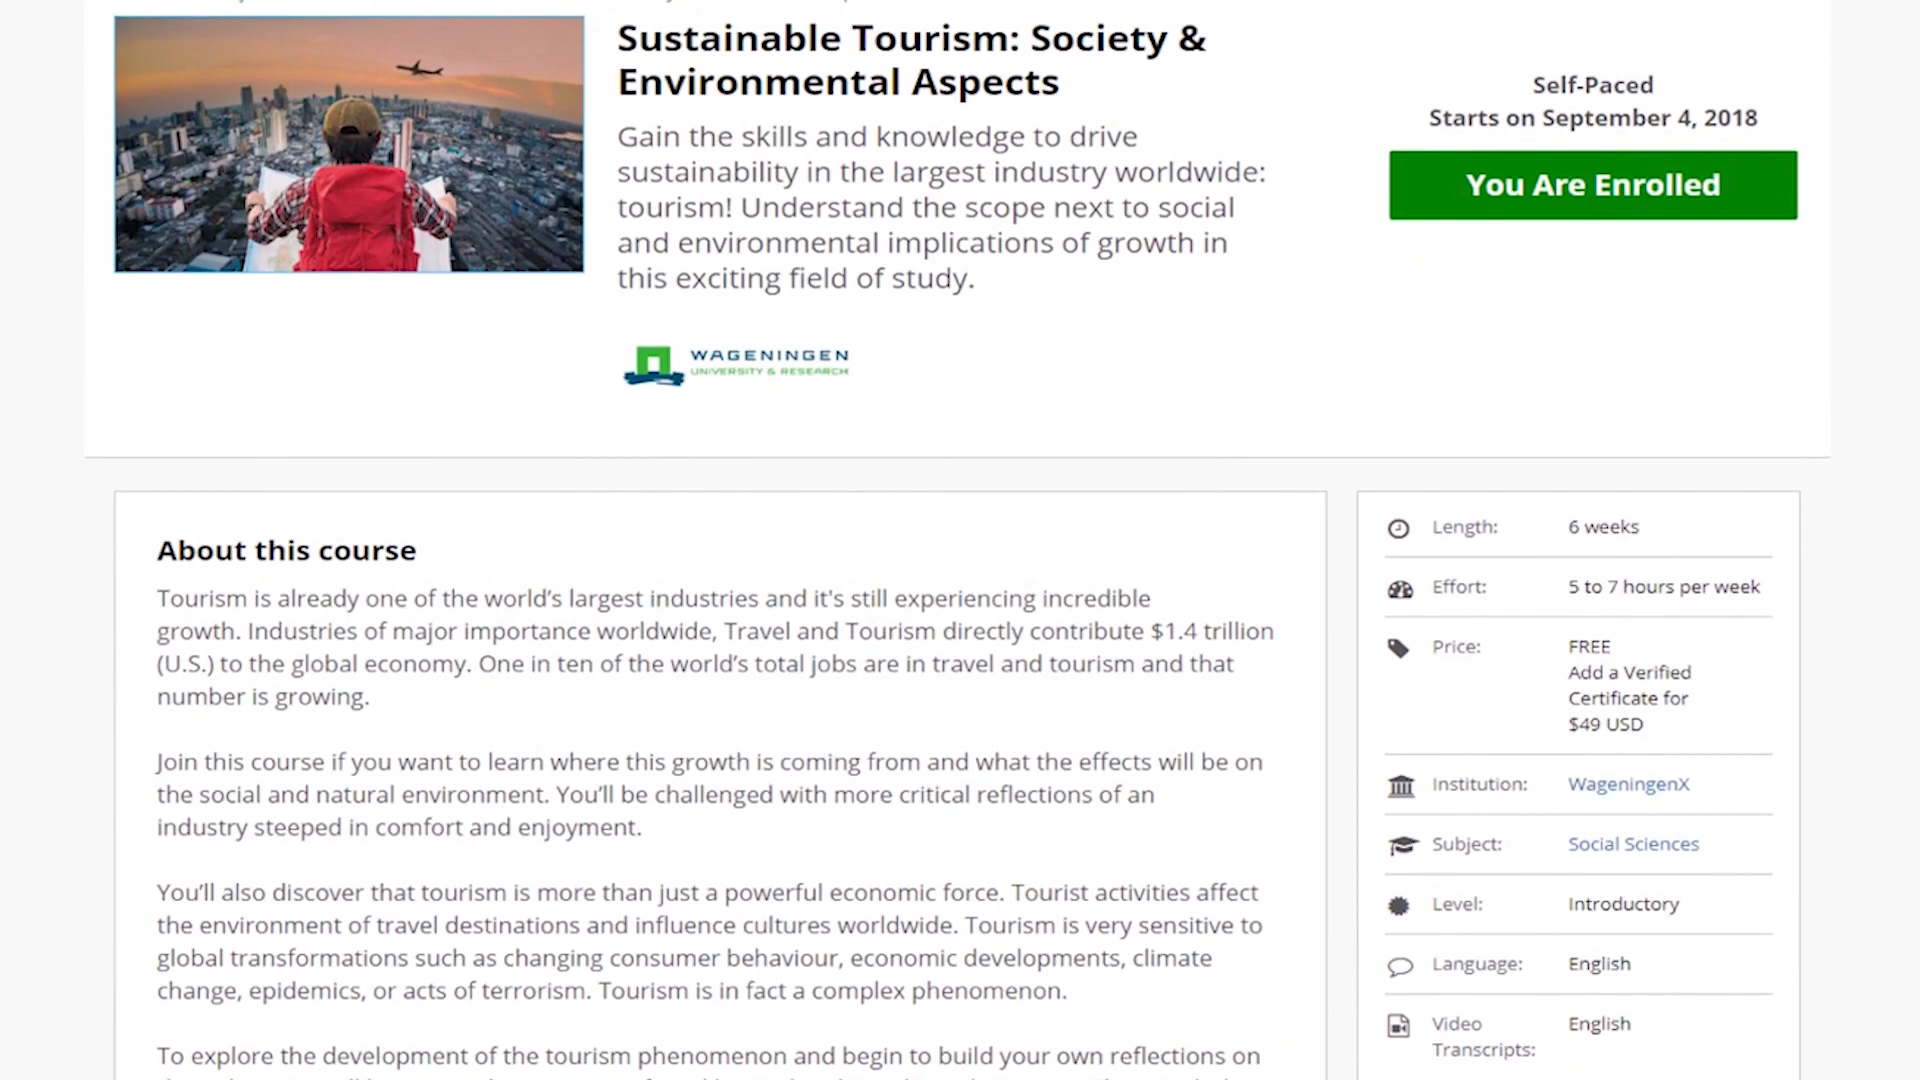 Sustainable Tourism: Society &
Environmental Aspects
Gain the skills and knowledge to drive
sustainability in the largest industry worldwide:
tourism! Understand the scope next to social
and environmental implications of growth in
this exciting field of study.
WAGENINGEN
UNIVERSITY & RESEARCH
Self-Paced
Starts on September 4, 2018
You Are Enrolled
About this course
Tourism is already one of the world’s largest industries and it's still experiencing incredible
growth. Industries of major importance worldwide, Travel and Tourism directly contribute $1.4 trillion
(U.S.) to the global economy. One in ten of the world’s total jobs are in travel and tourism and that
number is growing.
Join this course if you want to learn where this growth is coming from and what the effects will be on
the social and natural environment. You’ll be challenged with more critical reflections of an
industry steeped in comfort and enjoyment.
You’ll also discover that tourism is more than just a powerful economic force. Tourist activities affect
the environment of travel destinations and influence cultures worldwide. Tourism is very sensitive to
global transformations such as changing consumer behaviour, economic developments, climate
change, epidemics, or acts of terrorism. Tourism is in fact a complex phenomenon.
To explore the development of the tourism phenomenon and begin to build your own reflections on
Length: 6 weeks
Effort: 5 to 7 hours per week
Price: FREE
Add a Verified
Certificate for
$49 USD
Institution: WageningenX
Subject: Social Sciences
Level: Introductory
Language: English
Video English
Transcripts: